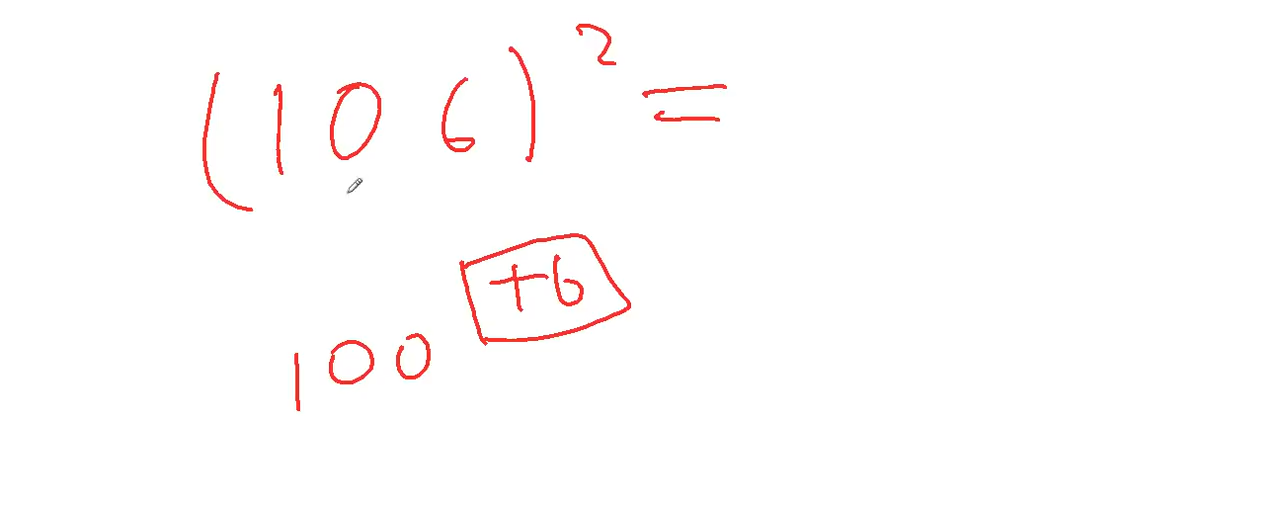 (106)² =
+6
100